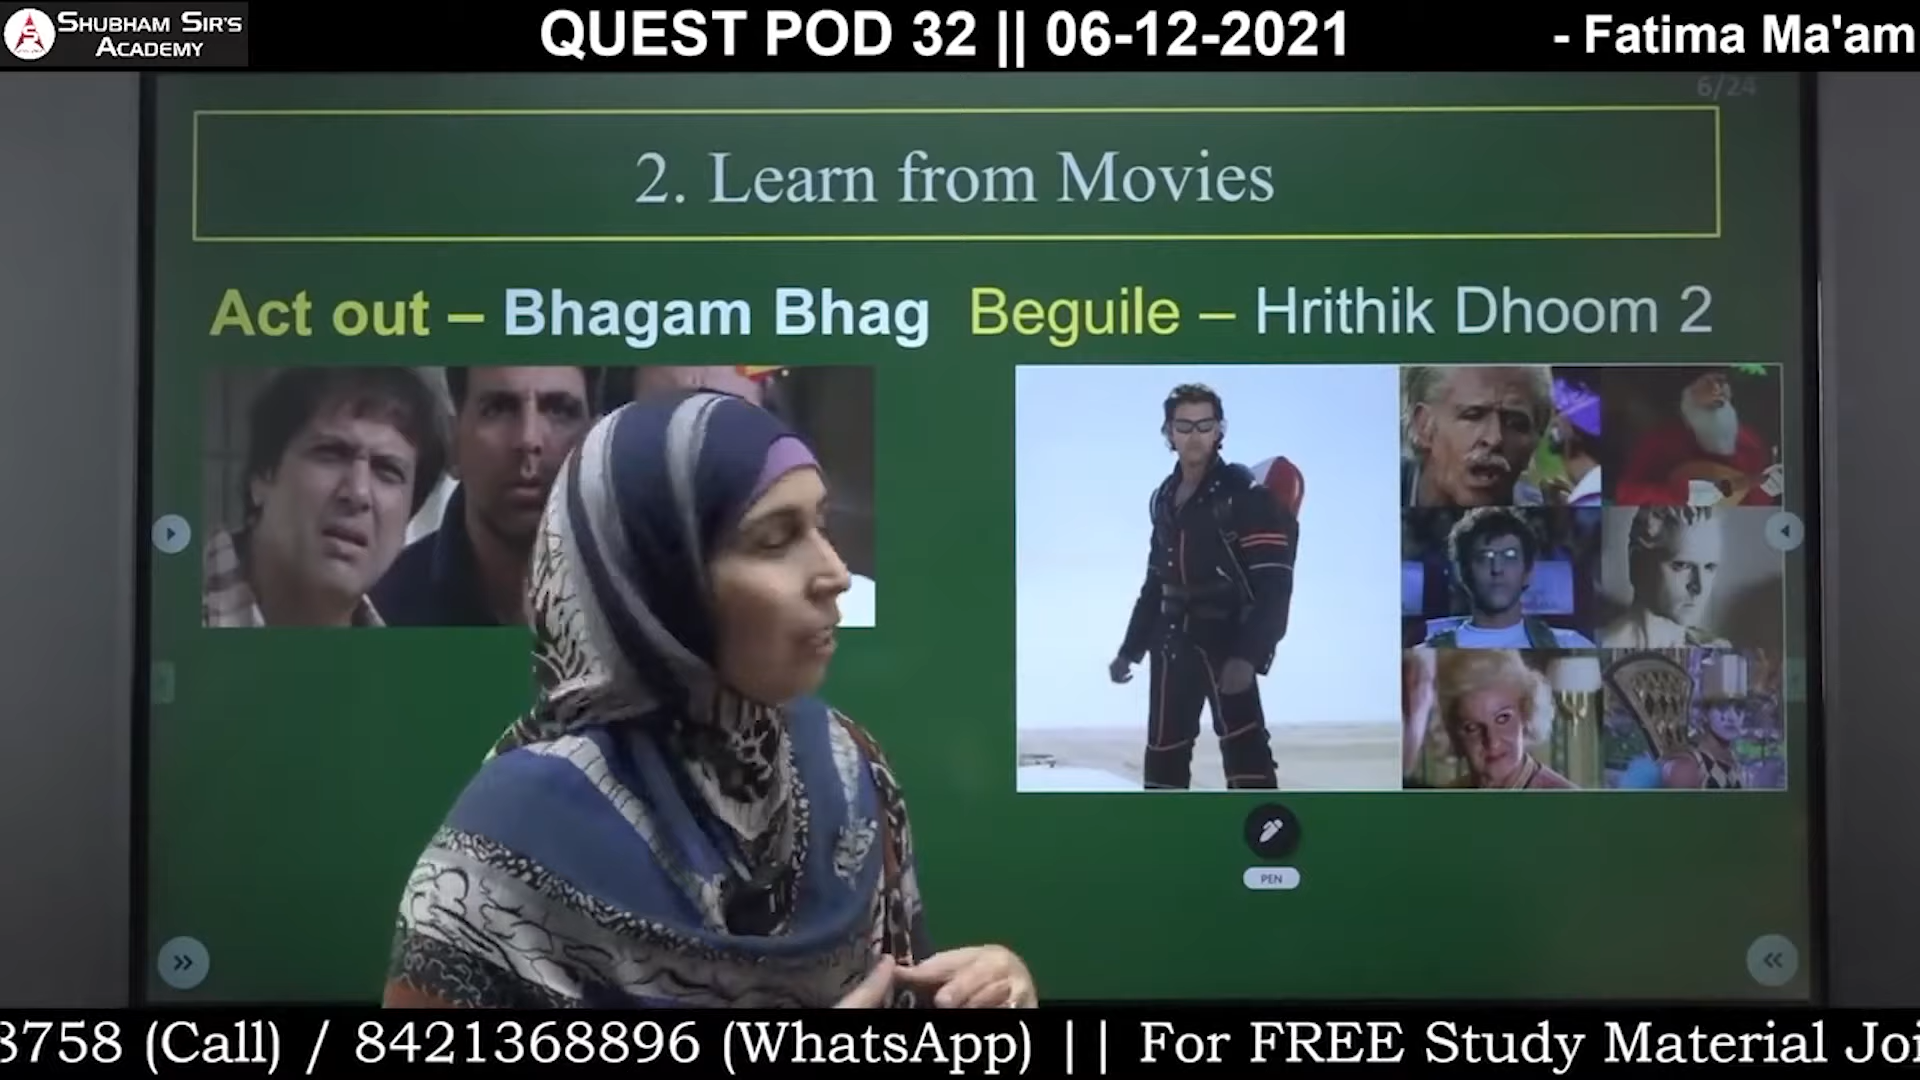 SHUBHAM SIR'S
ACADEMY
QUEST POD 32 || 06-12-2021
- Fatima Ma'am
6/24
2. Learn from Movies
Act out – Bhagam Bhag
Beguile – Hrithik Dhoom 2
PEN
8758 (Call) / 8421368896 (WhatsApp) || For FREE Study Material Joi